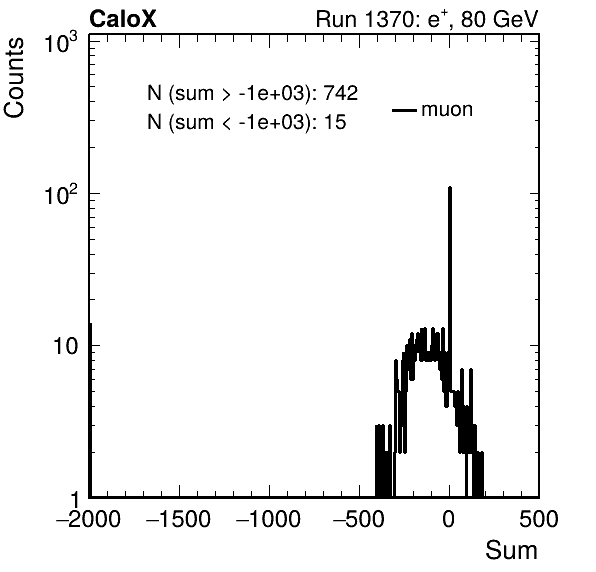 CaloX Run 1370: e+, 80 GeV
Counts
10³
N (sum > -1e+03): 742
N (sum < -1e+03): 15
muon
10²
10
1
−2000 −1500 −1000 −500 0 500
Sum